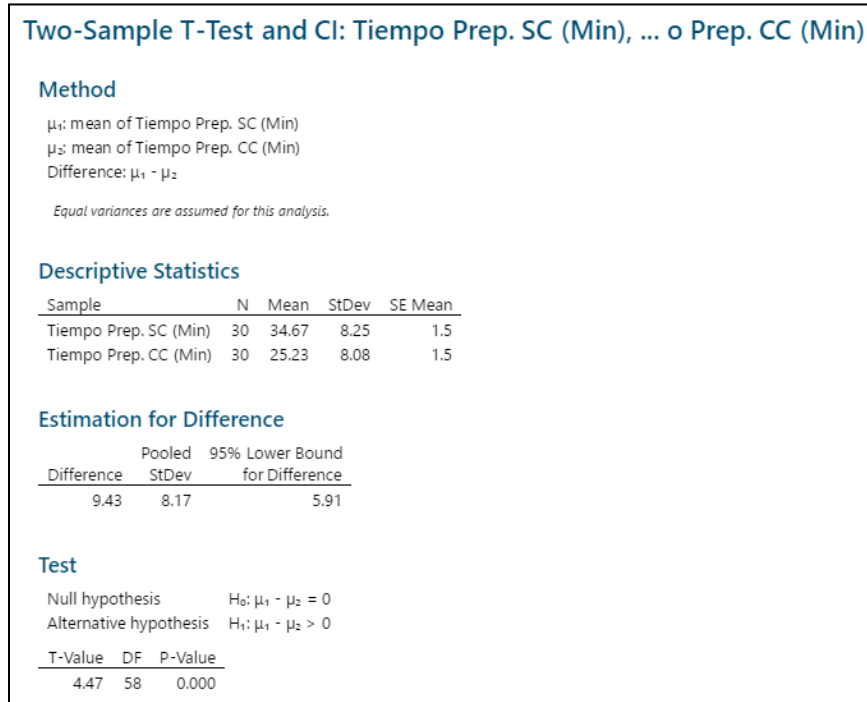 Two-Sample T-Test and CI: Tiempo Prep. SC (Min), ... o Prep. CC (Min)
Method
μ₁: mean of Tiempo Prep. SC (Min)
μ₂: mean of Tiempo Prep. CC (Min)
Difference: μ₁ - μ₂
Equal variances are assumed for this analysis.
Descriptive Statistics
Sample N Mean StDev SE Mean
Tiempo Prep. SC (Min) 30 34.67 8.25 1.5
Tiempo Prep. CC (Min) 30 25.23 8.08 1.5
Estimation for Difference
Pooled 95% Lower Bound
Difference StDev for Difference
9.43 8.17 5.91
Test
Null hypothesis H₀: μ₁ - μ₂ = 0
Alternative hypothesis H₁: μ₁ - μ₂ > 0
T-Value DF P-Value
4.47 58 0.000